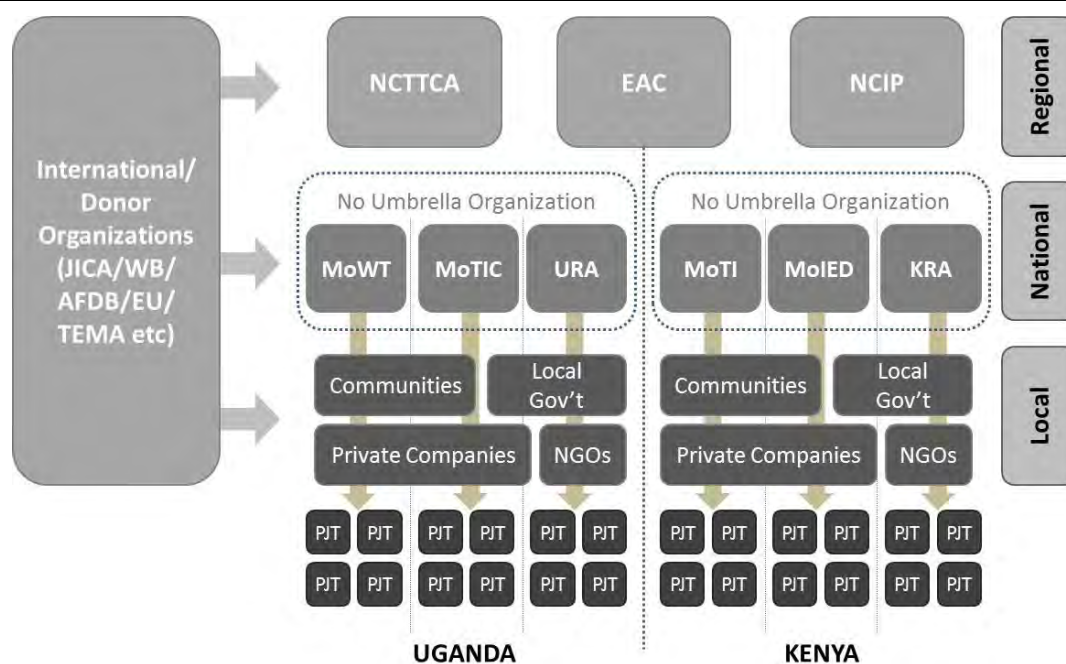 International/
Donor
Organizations
(JICA/WB/
AFDB/EU/
TEMA etc)
NCTTCA
EAC
NCIP
Regional
No Umbrella Organization
No Umbrella Organization
MoWT
MoTIC
URA
MoTI
MoIED
KRA
National
Communities
Local
Gov't
Communities
Local
Gov't
Private Companies
NGOs
Private Companies
NGOs
Local
PJT PJT PJT PJT PJT PJT PJT PJT PJT PJT PJT PJT
PJT PJT PJT PJT PJT PJT PJT PJT PJT PJT PJT PJT
UGANDA
KENYA